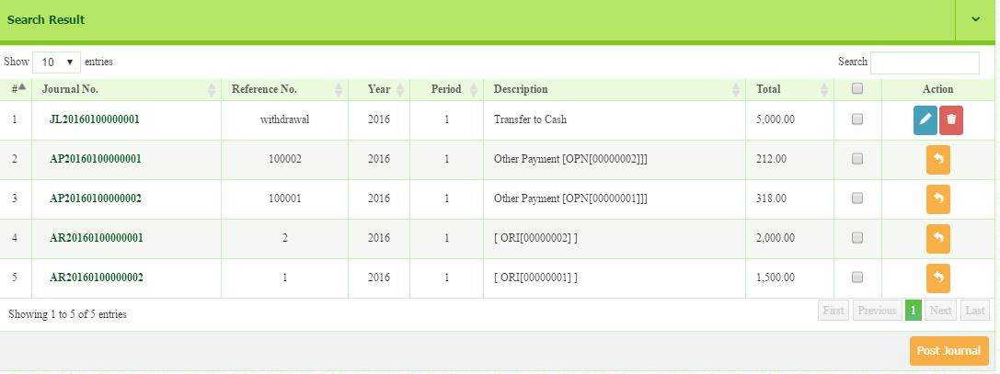 Search Result
Show 10 entries Search
# Journal No. Reference No. Year Period Description Total Action
1 JL20160100000001 withdrawal 2016 1 Transfer to Cash 5,000.00
2 AP20160100000001 100002 2016 1 Other Payment [OPN[00000002]]] 212.00
3 AP20160100000002 100001 2016 1 Other Payment [OPN[00000001]]] 318.00
4 AR20160100000001 2 2016 1 [ ORI[00000002] ] 2,000.00
5 AR20160100000002 1 2016 1 [ ORI[00000001] ] 1,500.00
Showing 1 to 5 of 5 entries First Previous 1 Next Last
Post Journal